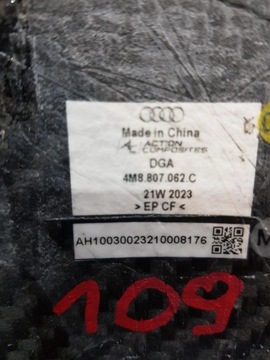 Made in China
ACTION
COMPOSITES
DGA
4M8.807.062.C
21W 2023
> EP CF <
AH10030023210008176
M
109